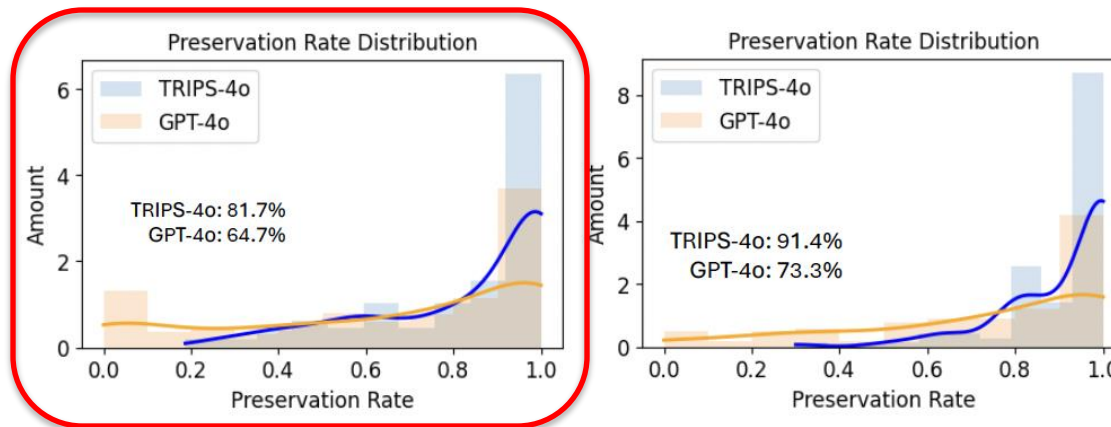 Preservation Rate Distribution
TRIPS-4o
GPT-4o
TRIPS-4o: 81.7%
GPT-4o: 64.7%
Amount
6
4
2
0
0.0 0.2 0.4 0.6 0.8 1.0
Preservation Rate
Preservation Rate Distribution
TRIPS-4o
GPT-4o
TRIPS-4o: 91.4%
GPT-4o: 73.3%
Amount
8
6
4
2
0
0.0 0.2 0.4 0.6 0.8
Preservation Rate